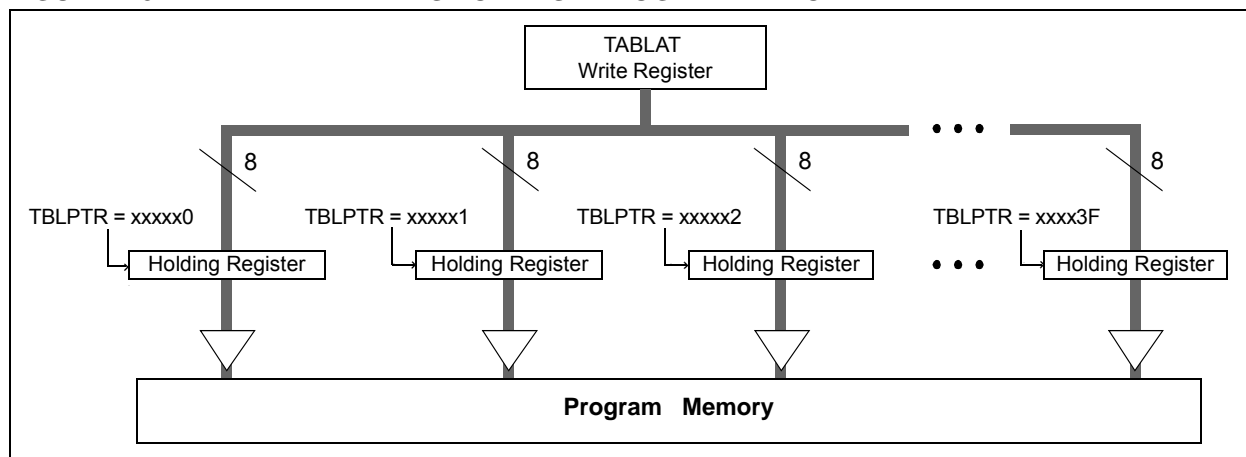 TABLAT
Write Register
8
8
8
8
TBLPTR = xxxxx0
TBLPTR = xxxxx1
TBLPTR = xxxxx2
TBLPTR = xxxx3F
Holding Register
Holding Register
Holding Register
Holding Register
Program Memory